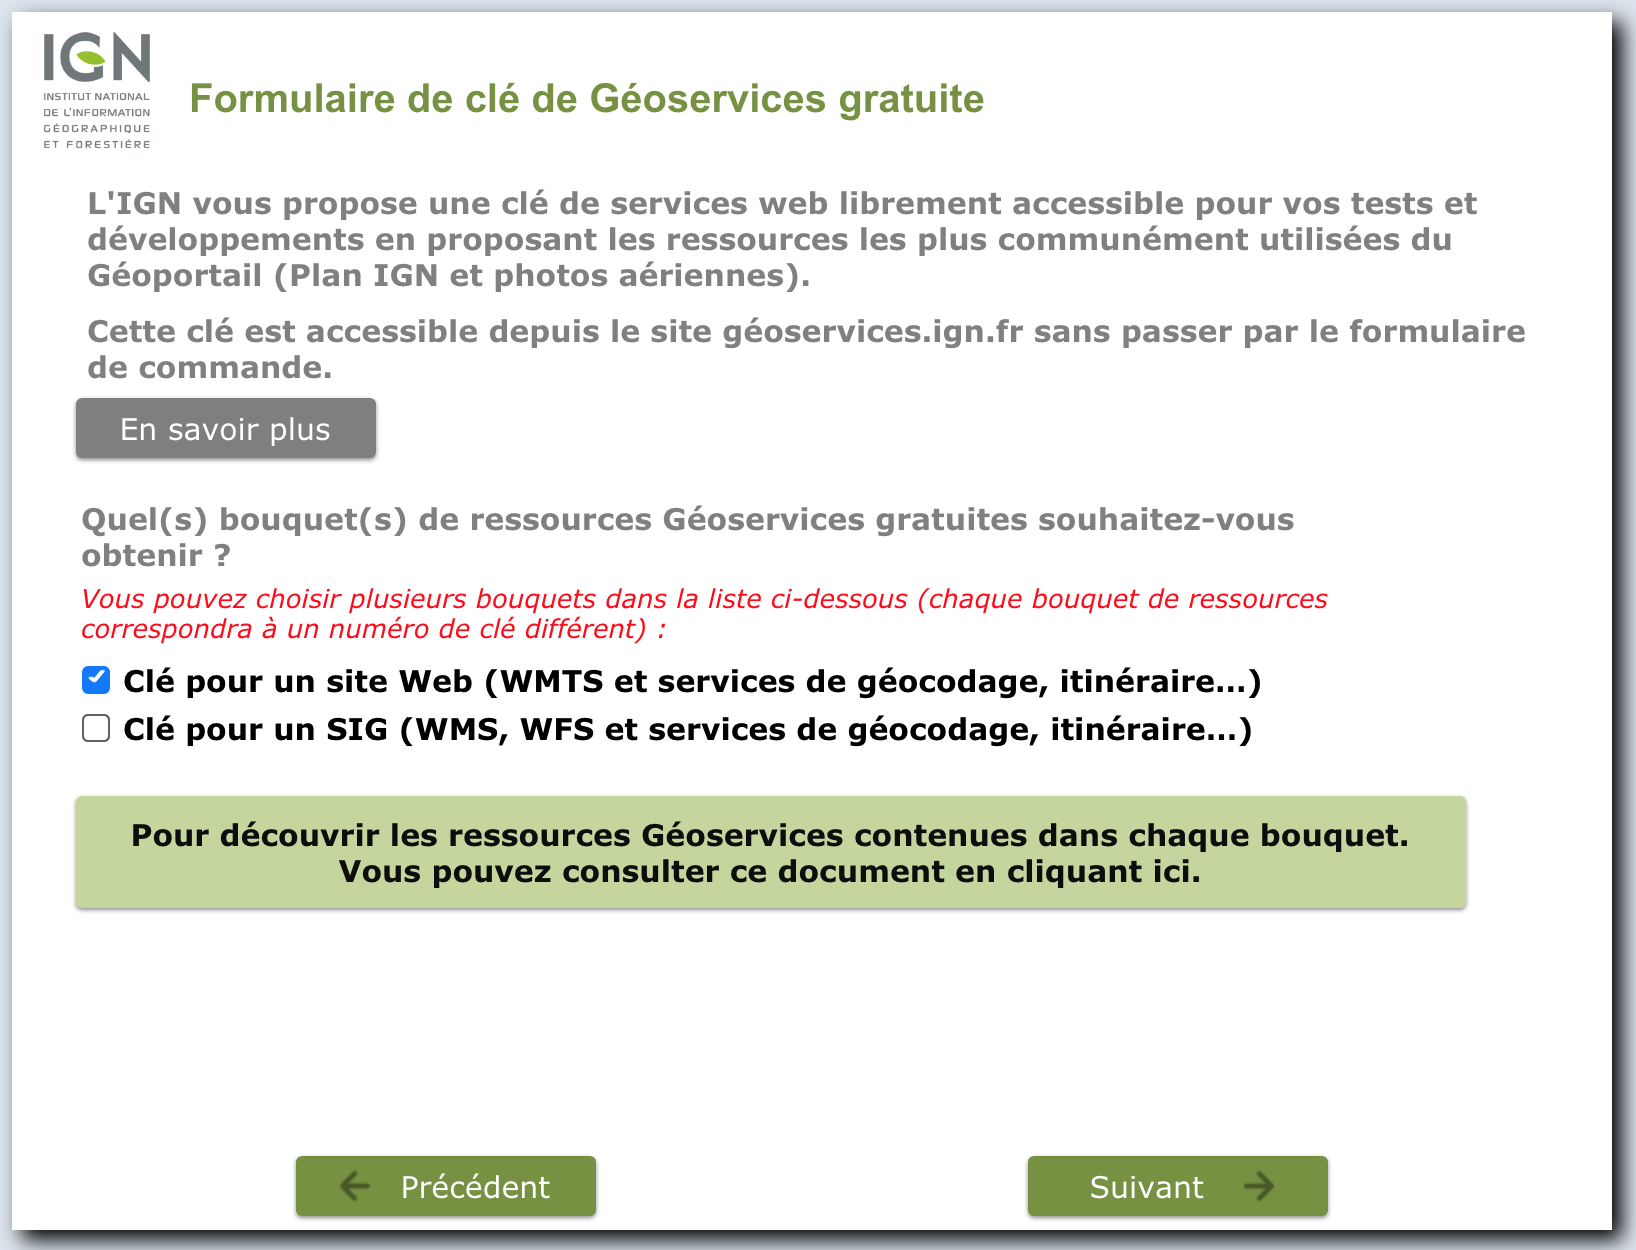 IGN
INSTITUT NATIONAL
DE L'INFORMATION
GÉOGRAPHIQUE
ET FORESTIÈRE
Formulaire de clé de Géoservices gratuite
L'IGN vous propose une clé de services web librement accessible pour vos tests et
développements en proposant les ressources les plus communément utilisées du
Géoportail (Plan IGN et photos aériennes).
Cette clé est accessible depuis le site géoservices.ign.fr sans passer par le formulaire
de commande.
En savoir plus
Quel(s) bouquet(s) de ressources Géoservices gratuites souhaitez-vous
obtenir ?
Vous pouvez choisir plusieurs bouquets dans la liste ci-dessous (chaque bouquet de ressources
correspondra à un numéro de clé différent) :
Clé pour un site Web (WMTS et services de géocodage, itinéraire...)
Clé pour un SIG (WMS, WFS et services de géocodage, itinéraire...)
Pour découvrir les ressources Géoservices contenues dans chaque bouquet.
Vous pouvez consulter ce document en cliquant ici.
Précédent
Suivant